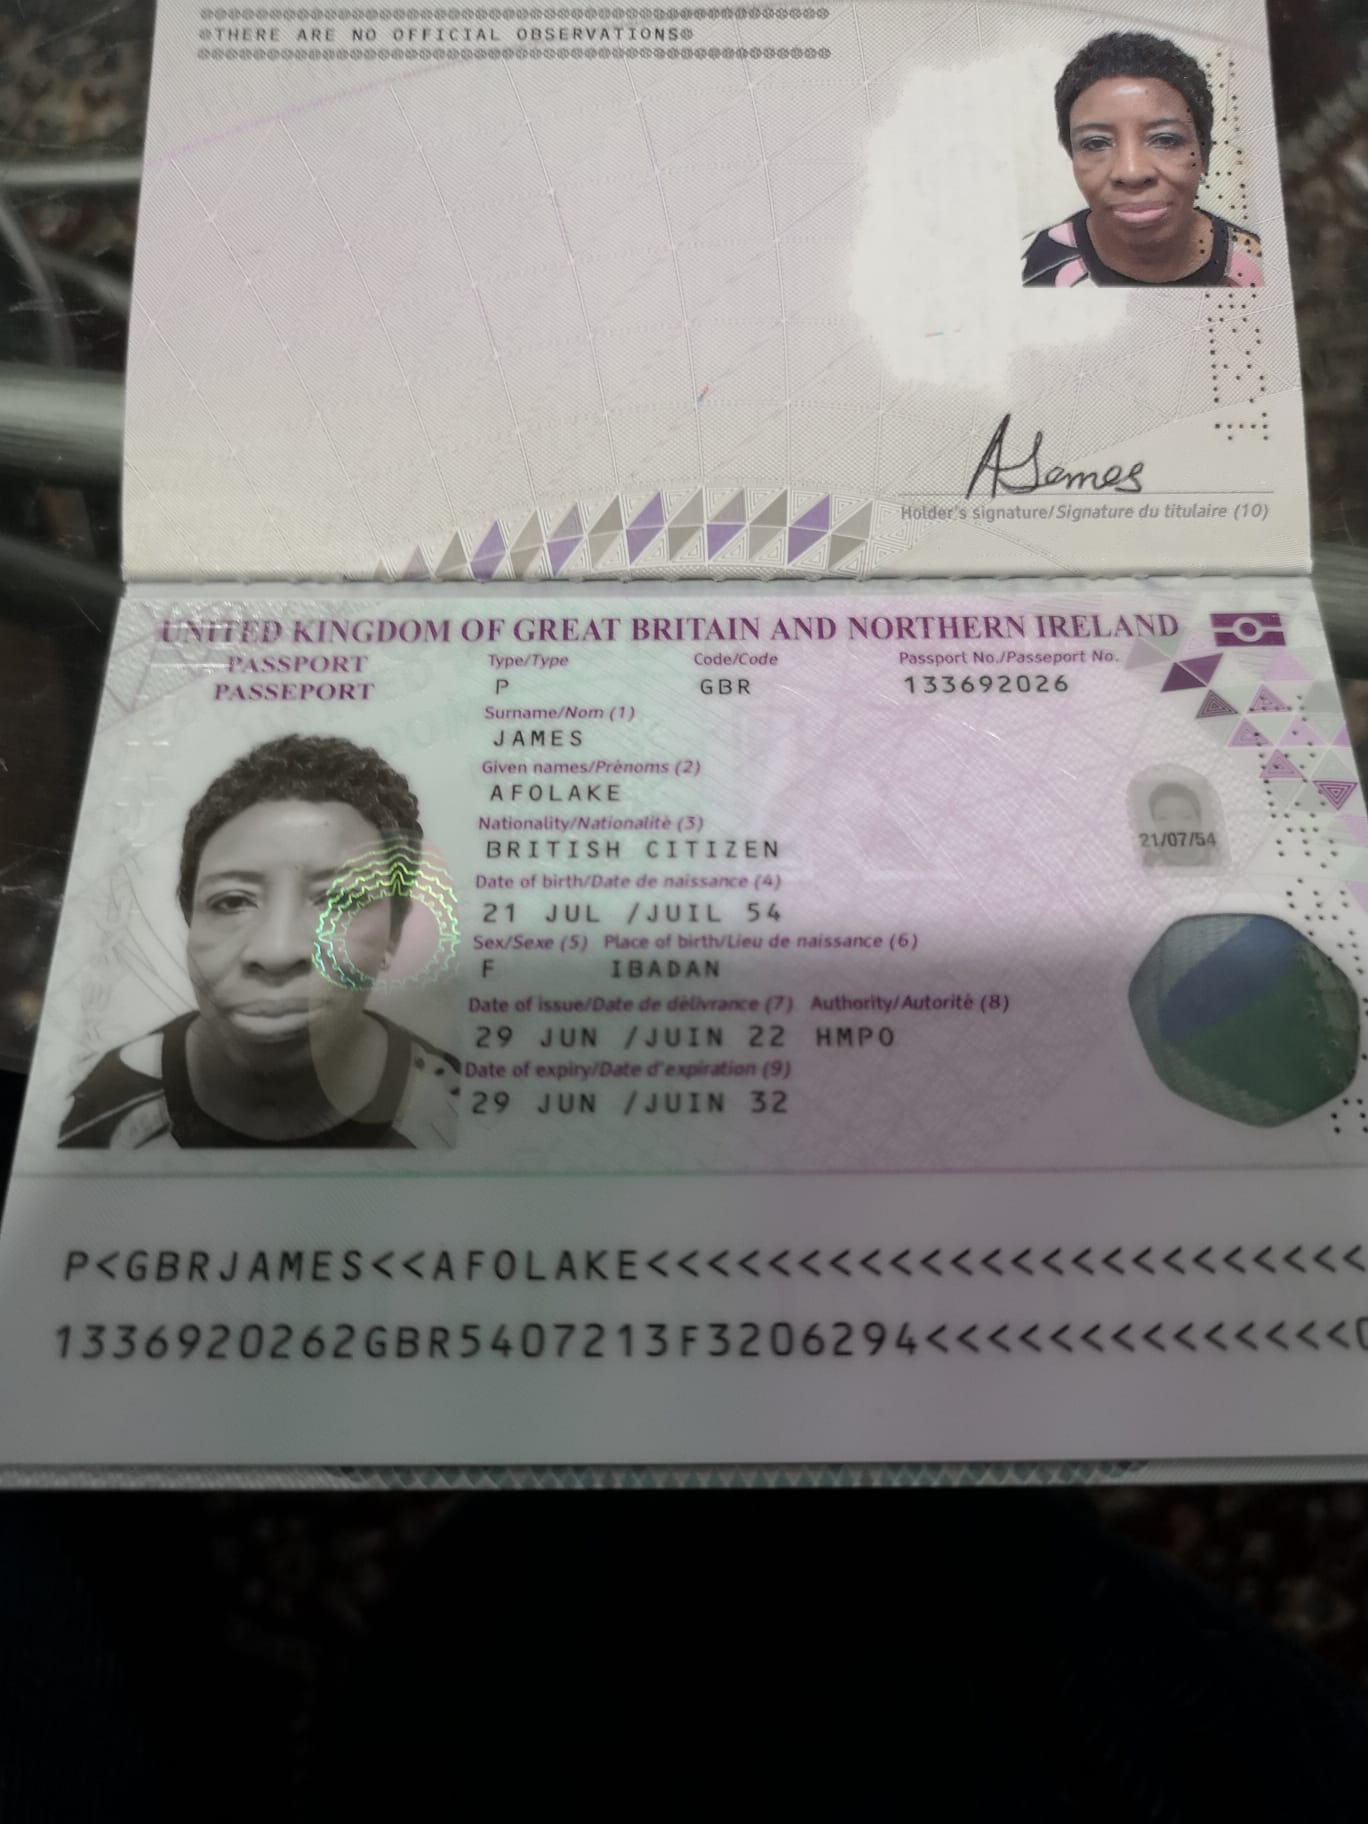 THERE ARE NO OFFICIAL OBSERVATIONS
A James
Holder's signature/Signature du titulaire (10)
UNITED KINGDOM OF GREAT BRITAIN AND NORTHERN IRELAND
PASSPORT Type/Type Code/Code Passport No./Passeport No.
PASSEPORT P GBR 133692026
Surname/Nom (1)
JAMES
Given names/Prénoms (2)
AFOLAKE
Nationality/Nationalité (3)
BRITISH CITIZEN
21/07/54
Date of birth/Date de naissance (4)
21 JUL /JUIL 54
Sex/Sexe (5) Place of birth/Lieu de naissance (6)
F IBADAN
Date of issue/Date de délivrance (7) Authority/Autorité (8)
29 JUN /JUIN 22 HMPO
Date of expiry/Date d'expiration (9)
29 JUN /JUIN 32
P<GBRJAMES<<AFOLAKE<<<<<<<<<<<<<<<<<<<<<<<<<
1336920262GBR5407213F3206294<<<<<<<<<<<<<<<